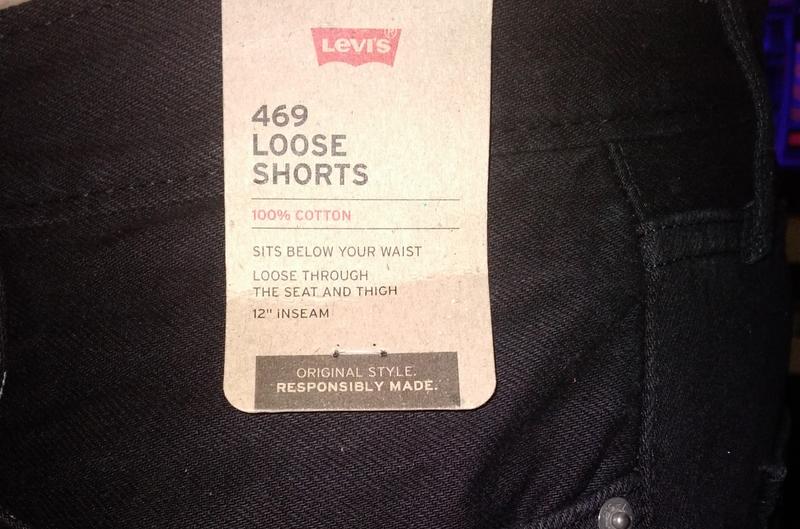 Levi's®
469
LOOSE
SHORTS
100% COTTON
SITS BELOW YOUR WAIST
LOOSE THROUGH
THE SEAT AND THIGH
12" INSEAM
ORIGINAL STYLE.
RESPONSIBLY MADE.